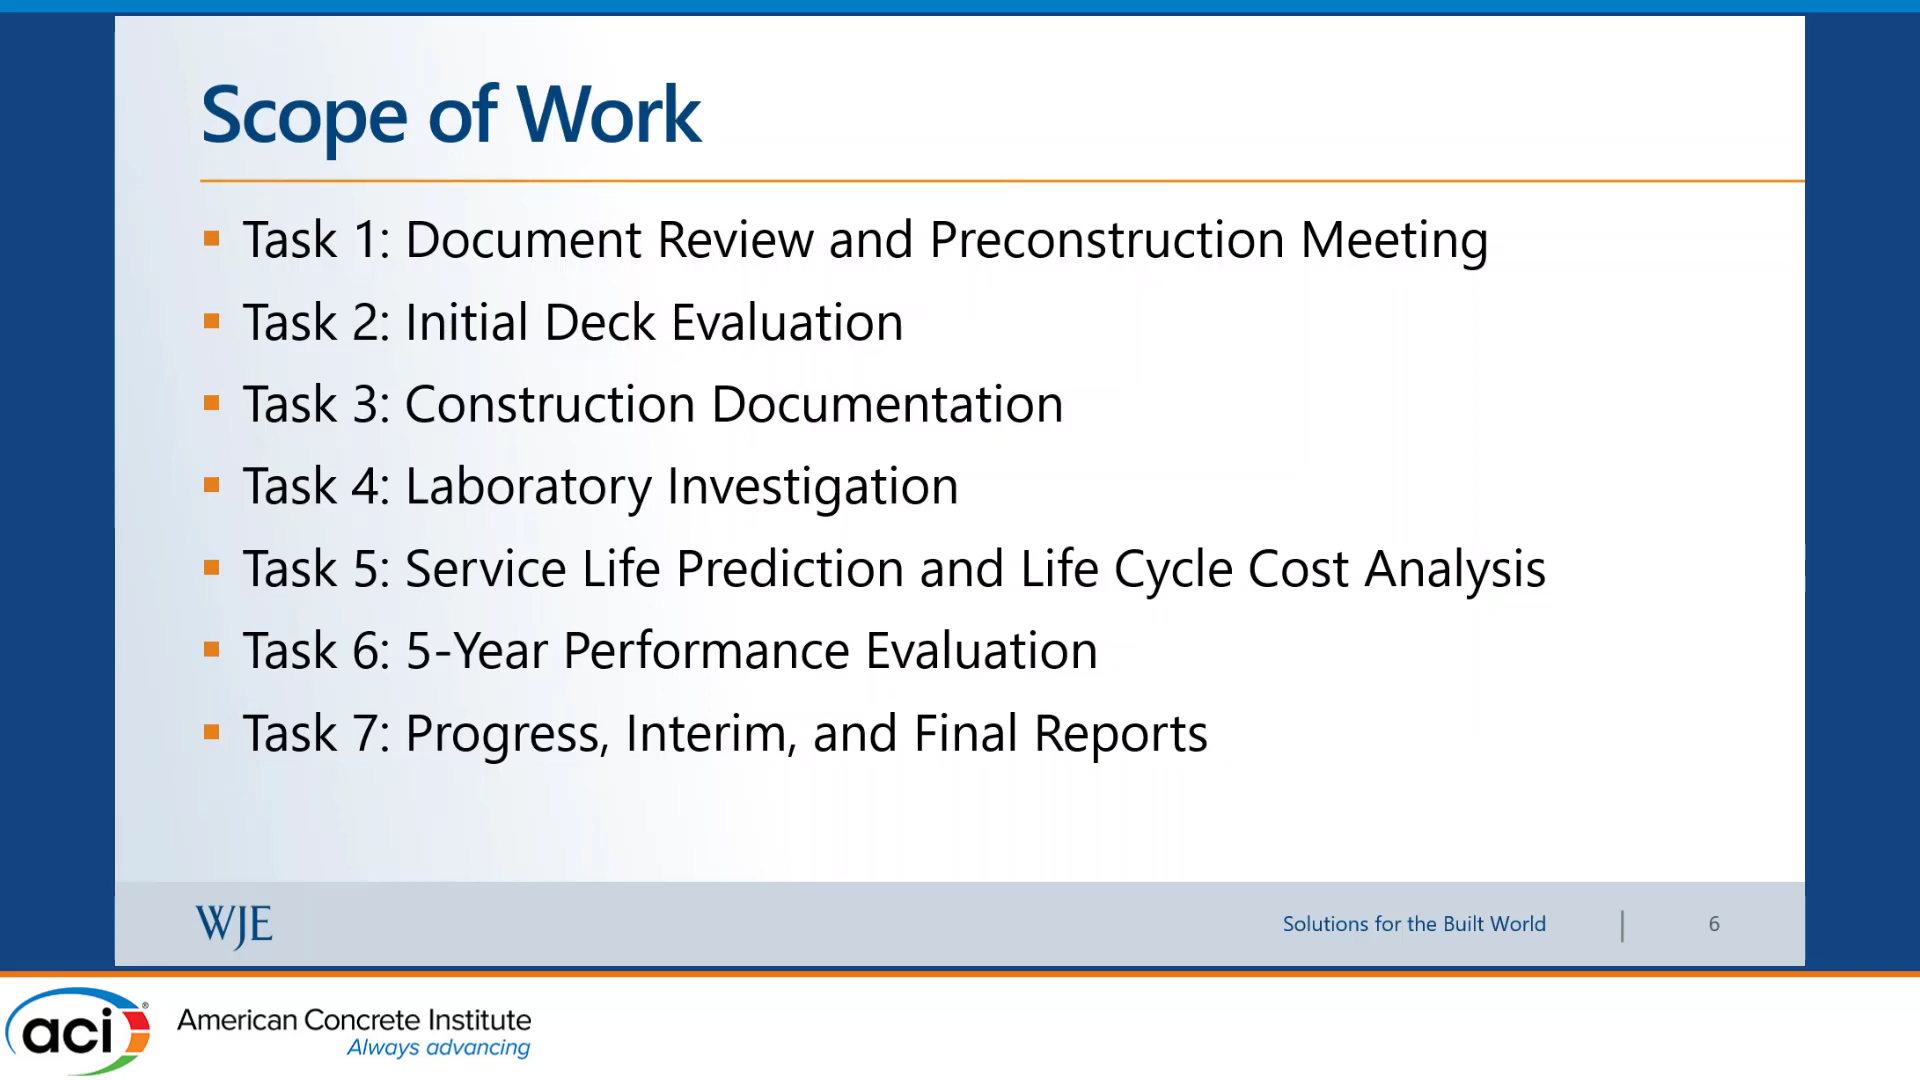 Scope of Work
Task 1: Document Review and Preconstruction Meeting
Task 2: Initial Deck Evaluation
Task 3: Construction Documentation
Task 4: Laboratory Investigation
Task 5: Service Life Prediction and Life Cycle Cost Analysis
Task 6: 5-Year Performance Evaluation
Task 7: Progress, Interim, and Final Reports
WJE
Solutions for the Built World | 6
aci®
American Concrete Institute
Always advancing